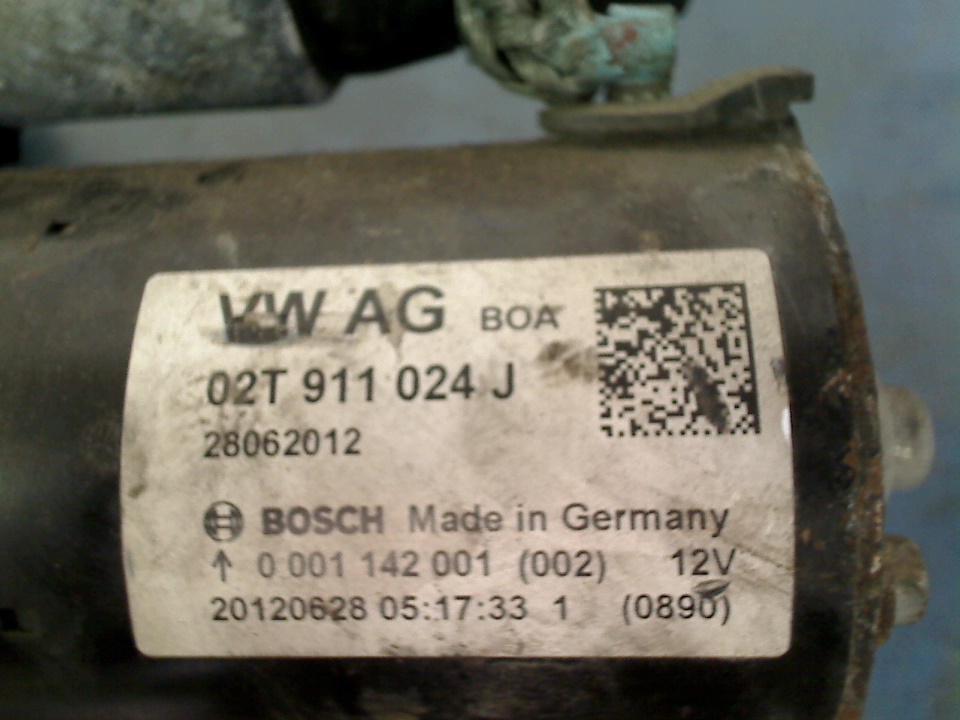 VW AG BOA
02T 911 024 J
28062012
BOSCH Made in Germany
↑ 0 001 142 001 (002) 12V
20120628 05:17:33 1 (0890)